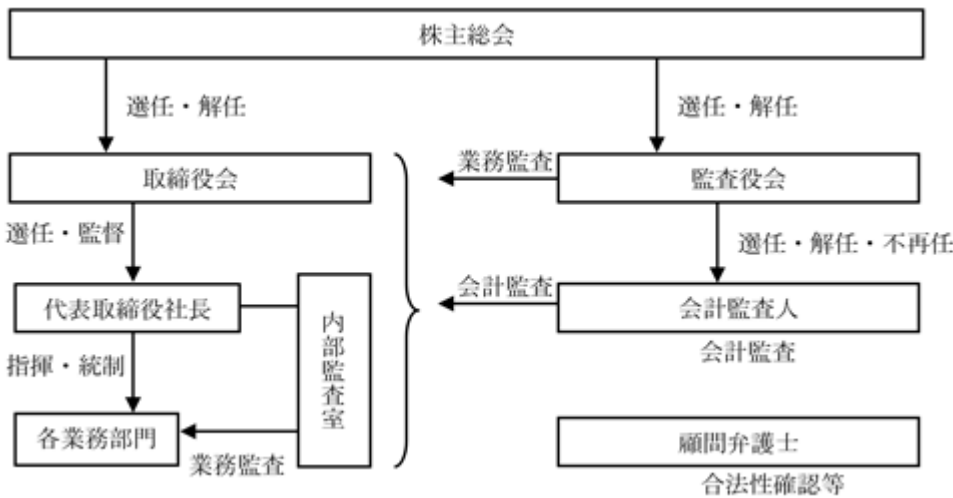 株主総会
選任・解任
選任・解任
取締役会
業務監査
監査役会
選任・監督
選任・解任・不再任
代表取締役社長
内部監査室
会計監査
会計監査人
会計監査
指揮・統制
各業務部門
業務監査
顧問弁護士
合法性確認等